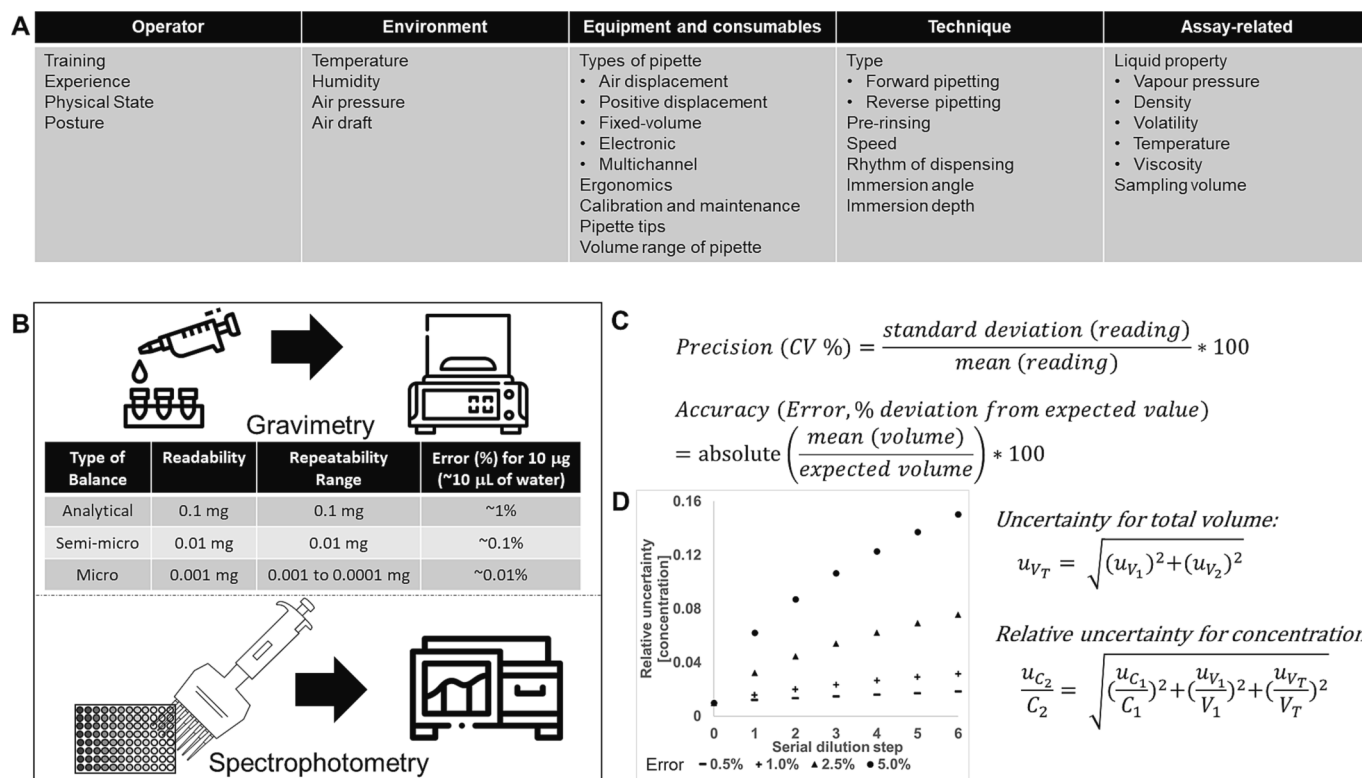 A
Operator
Environment
Equipment and consumables
Technique
Assay-related
Training
Experience
Physical State
Posture
Temperature
Humidity
Air pressure
Air draft
Types of pipette
• Air displacement
• Positive displacement
• Fixed-volume
• Electronic
• Multichannel
Ergonomics
Calibration and maintenance
Pipette tips
Volume range of pipette
Type
• Forward pipetting
• Reverse pipetting
Pre-rinsing
Speed
Rhythm of dispensing
Immersion angle
Immersion depth
Liquid property
• Vapour pressure
• Density
• Volatility
• Temperature
• Viscosity
Sampling volume
B
Gravimetry
Type of Balance
Readability
Repeatability Range
Error (%) for 10 µg (~10 µL of water)
Analytical 0.1 mg 0.1 mg ~1%
Semi-micro 0.01 mg 0.01 mg ~0.1%
Micro 0.001 mg 0.001 to 0.0001 mg ~0.01%
Spectrophotometry
C
Precision (CV %) = standard deviation (reading) / mean (reading) * 100
Accuracy (Error, % deviation from expected value)
= absolute (mean (volume) / expected volume) * 100
D
Relative uncertainty
[concentration]
0.16
0.12
0.08
0.04
0
0 1 2 3 4 5 6
Serial dilution step
Error - 0.5% + 1.0% ▲ 2.5% ● 5.0%
Uncertainty for total volume:
u_{V_T} = √((u_{V_1})²+(u_{V_2})²)
Relative uncertainty for concentration
u_{C_2}/C_2 = √((u_{C_1}/C_1)²+(u_{V_1}/V_1)²+(u_{V_T}/V_T)²)